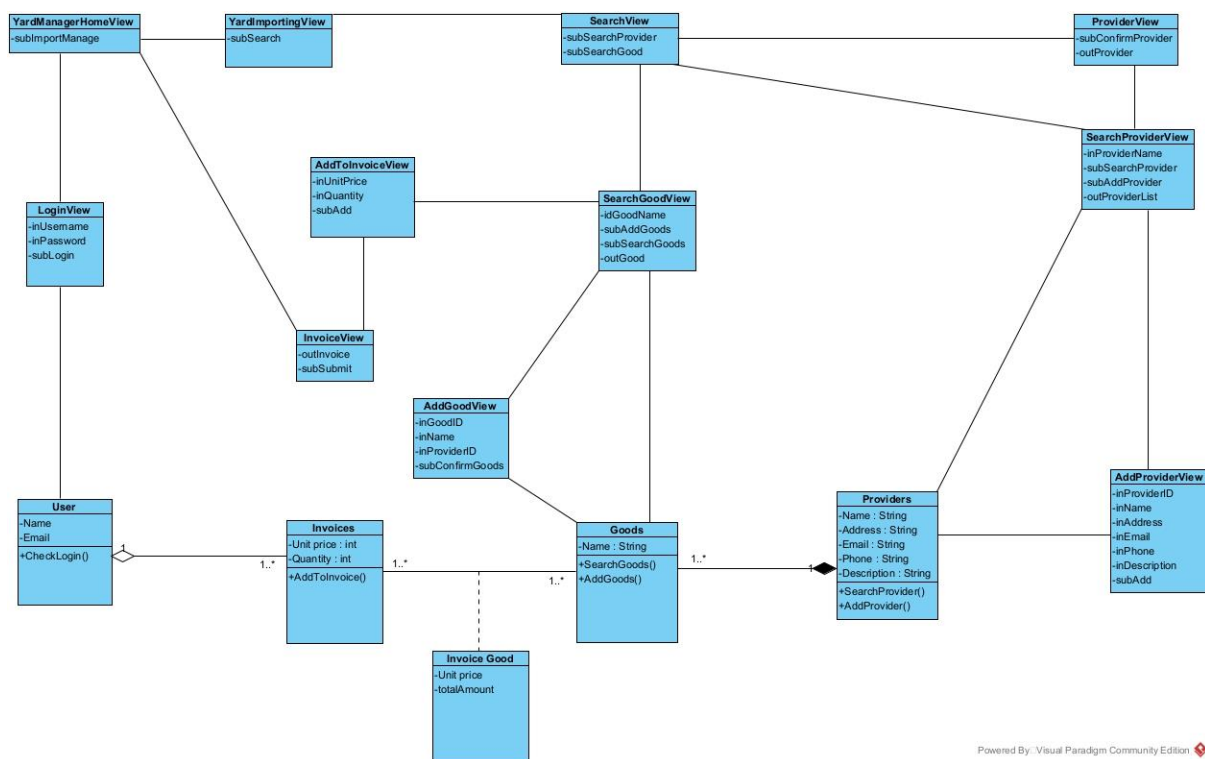 YardManagerHomeView
-subImportManage
YardImportingView
-subSearch
SearchView
-subSearchProvider
-subSearchGood
ProviderView
-subConfirmProvider
-outProvider
SearchProviderView
-inProviderName
-subSearchProvider
-subAddProvider
-outProviderList
AddToInvoiceView
-inUnitPrice
-inQuantity
-subAdd
SearchGoodView
-idGoodName
-subAddGoods
-subSearchGoods
-outGood
LoginView
-inUsername
-inPassword
-subLogin
InvoiceView
-outInvoice
-subSubmit
AddGoodView
-inGoodID
-inName
-inProviderID
-subConfirmGoods
AddProviderView
-inProviderID
-inName
-inAddress
-inEmail
-inPhone
-inDescription
-subAdd
User
-Name
-Email
+CheckLogin()
1
1..*
Invoices
-Unit price : int
-Quantity : int
+AddToInvoice()
1..*
1..*
Goods
-Name : String
+SearchGoods()
+AddGoods()
1..*
1
Providers
-Name : String
-Address : String
-Email : String
-Phone : String
-Description : String
+SearchProvider()
+AddProvider()
Invoice Good
-Unit price
-totalAmount
Powered By: Visual Paradigm Community Edition